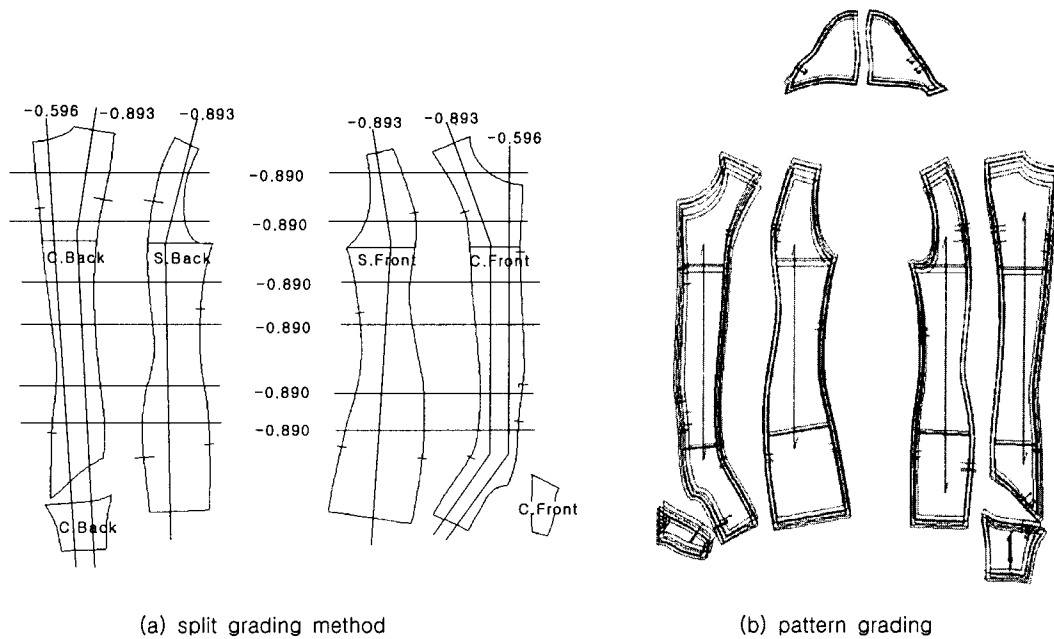 -0.596
-0.893
-0.893
-0.893
-0.893
-0.596
-0.890
-0.890
C.Back
S.Back
S.Front
C.Front
-0.890
-0.890
-0.890
-0.890
C.Back
C.Front
(a) split grading method
(b) pattern grading